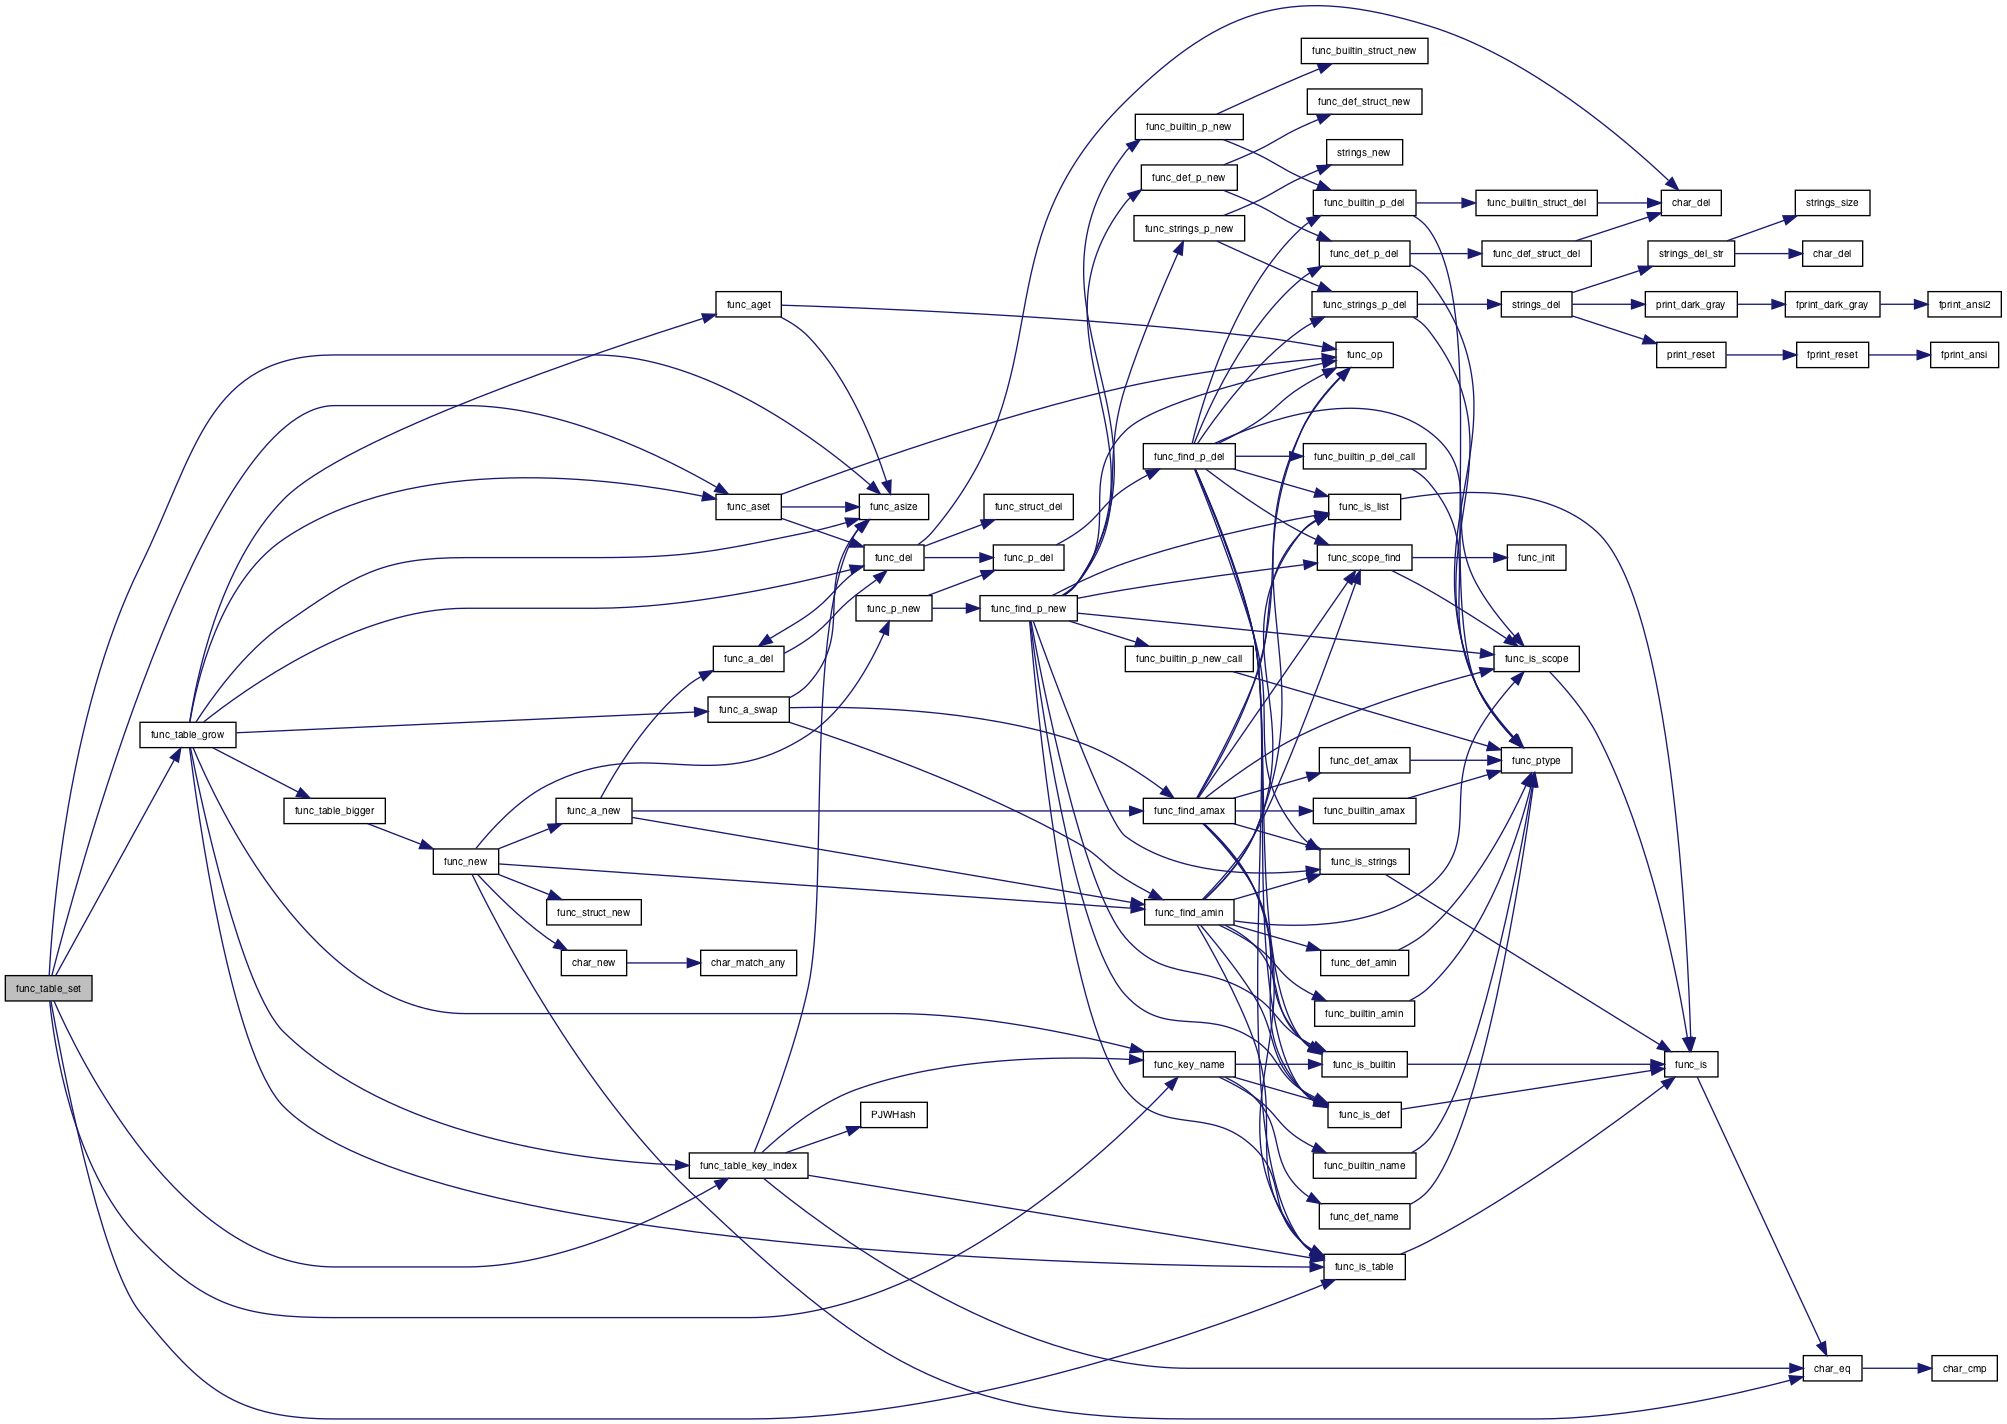 func_table_set
func_table_grow
func_table_bigger
func_new
func_a_new
func_struct_new
char_new
func_aget
func_aset
func_a_del
func_a_swap
char_match_any
func_table_key_index
func_asize
func_del
func_p_new
PJWHash
func_struct_del
func_p_del
func_find_p_new
func_builtin_p_new
func_def_p_new
func_strings_p_new
func_find_p_del
func_builtin_p_new_call
func_find_amax
func_find_amin
func_key_name
func_builtin_struct_new
func_def_struct_new
strings_new
func_builtin_p_del
func_def_p_del
func_strings_p_del
func_op
func_builtin_p_del_call
func_is_list
func_scope_find
func_def_amax
func_builtin_amax
func_is_strings
func_def_amin
func_builtin_amin
func_is_builtin
func_is_def
func_builtin_name
func_def_name
func_is_table
func_builtin_struct_del
func_def_struct_del
strings_del
func_init
func_is_scope
func_ptype
char_del
strings_del_str
print_dark_gray
print_reset
func_is
strings_size
char_del
fprint_dark_gray
fprint_reset
char_eq
fprint_ansi2
fprint_ansi
char_cmp